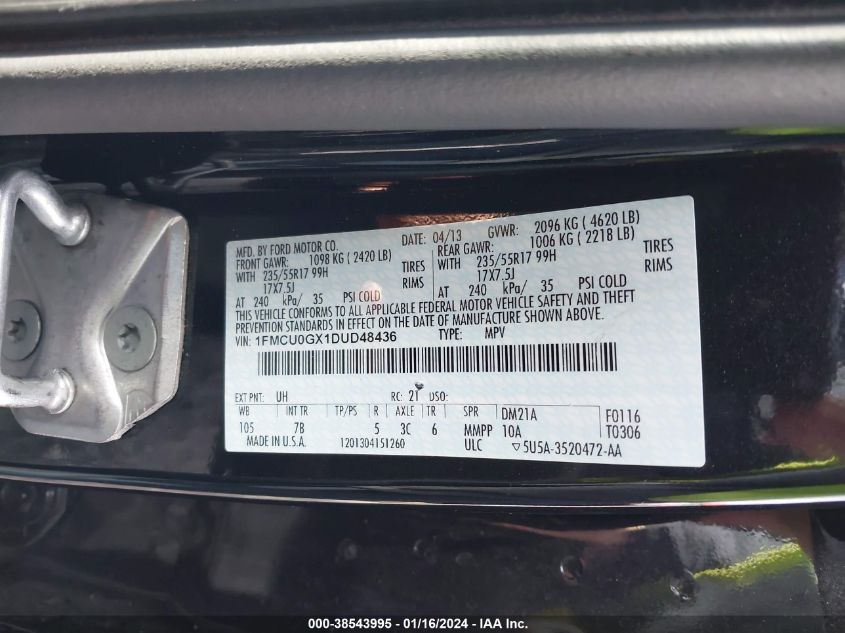 MFD. BY FORD MOTOR CO. DATE: 04/13 GVWR: 2096 KG ( 4620 LB)
FRONT GAWR: 1098 KG ( 2420 LB) REAR GAWR: 1006 KG ( 2218 LB)
WITH 235/55R17 99H TIRES WITH 235/55R17 99H TIRES
17X7.5J RIMS 17X7.5J RIMS
AT 240 kPa/ 35 PSI COLD AT 240 kPa/ 35 PSI COLD
THIS VEHICLE CONFORMS TO ALL APPLICABLE FEDERAL MOTOR VEHICLE SAFETY AND THEFT
PREVENTION STANDARDS IN EFFECT ON THE DATE OF MANUFACTURE SHOWN ABOVE.
VIN: 1FMCU0GX1DUD48436 TYPE: MPV
EXT PNT: UH RC: 21 DSO:
WB INT TR TP/PS R AXLE TR SPR DM21A F0116
105 7B 5 3C 6 MMPP 10A T0306
MADE IN U.S.A. 1201304151260 ULC 5U5A-3520472-AA
000-38543995 - 01/16/2024 - IAA Inc.